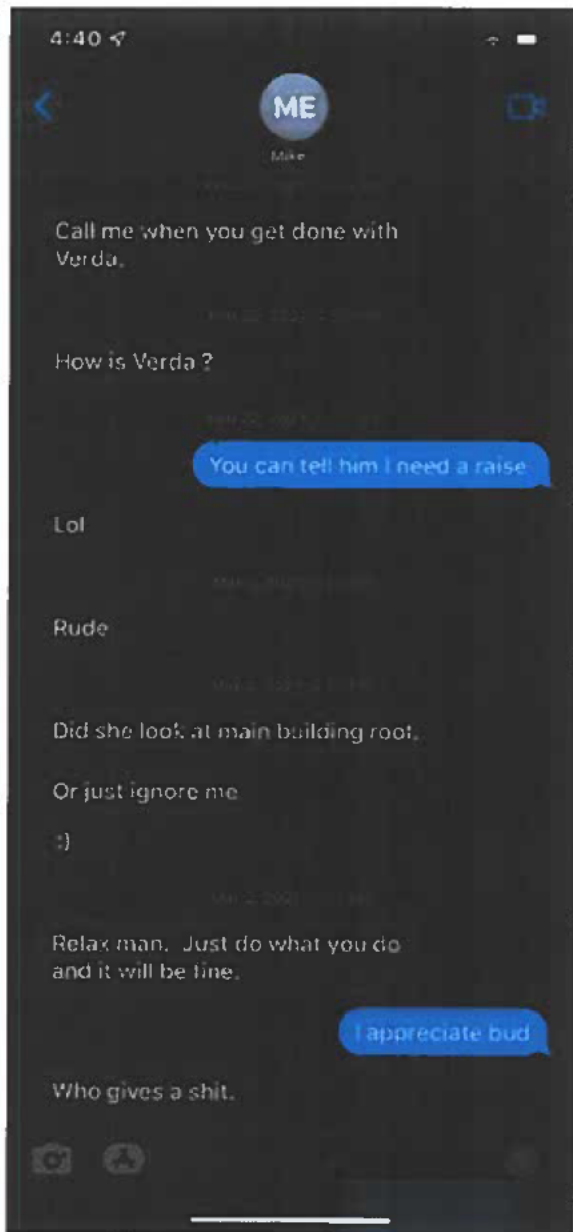 4:40
ME
Mike
Call me when you get done with
Verda.
How is Verda ?
You can tell him I need a raise
Lol
Rude
Did she look at main building roof.
Or just ignore me
:)
Relax man. Just do what you do
and it will be fine.
I appreciate bud
Who gives a shit.